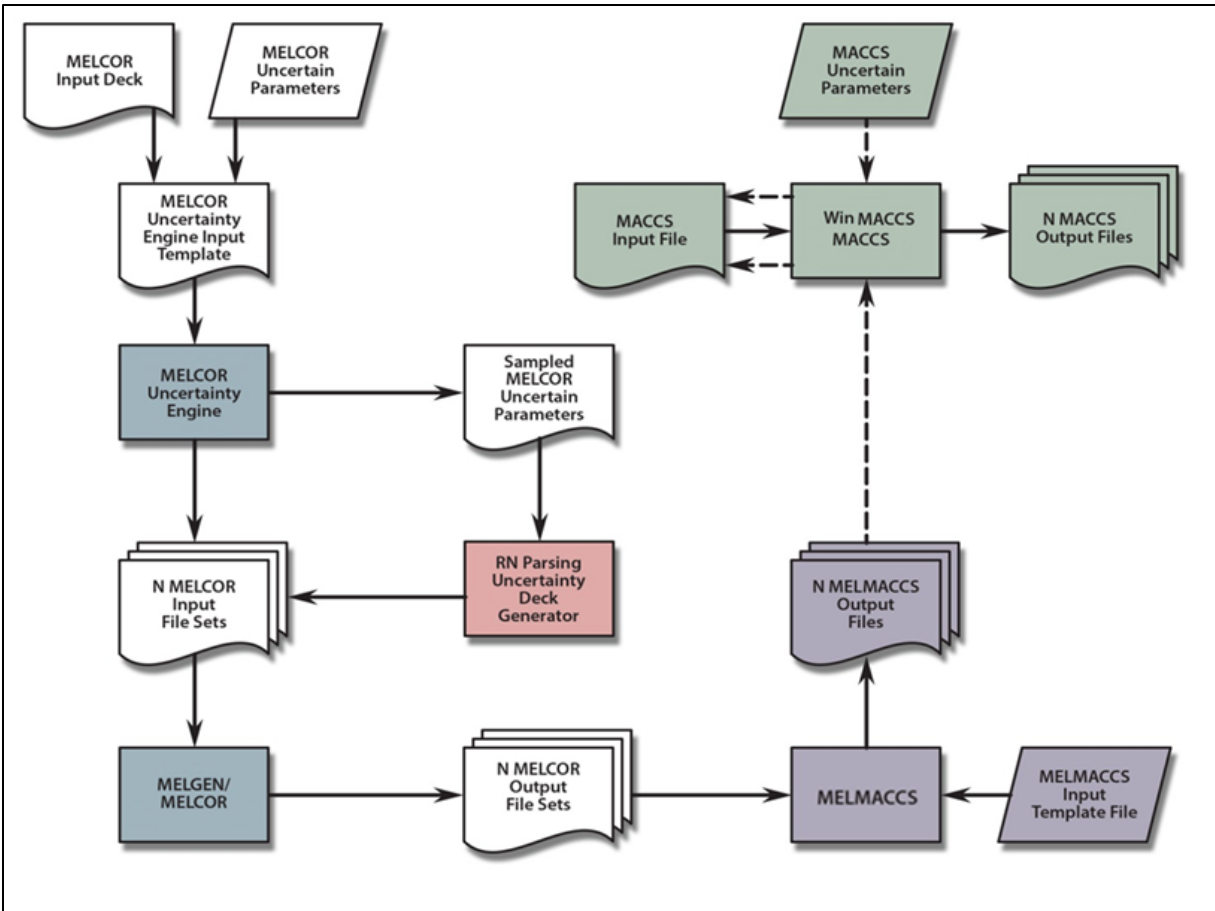 MELCOR
Input Deck
MELCOR
Uncertain
Parameters
MACCS
Uncertain
Parameters
MELCOR
Uncertainty
Engine Input
Template
MACCS
Input File
Win MACCS
MACCS
N MACCS
Output Files
MELCOR
Uncertainty
Engine
Sampled
MELCOR
Uncertain
Parameters
N MELCOR
Input
File Sets
RN Parsing
Uncertainty
Deck
Generator
N MELMACCS
Output
Files
MELGEN/
MELCOR
N MELCOR
Output
File Sets
MELMACCS
MELMACCS
Input
Template File